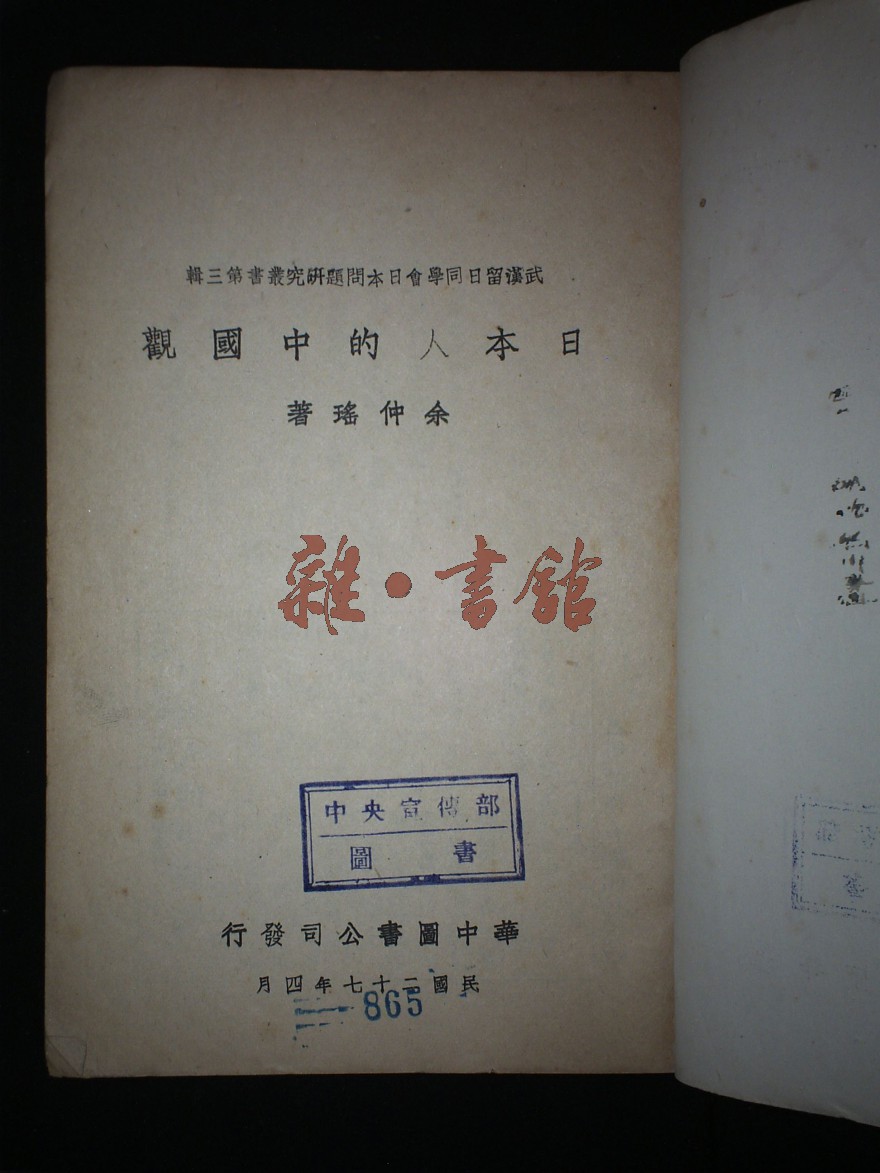 武漢留日同學會日本問題研究叢書第三輯
日本人的中國觀
余仲瑤著
雜·書館
中央宣傳部
圖書
華中圖書公司發行
民國二十七年四月
865